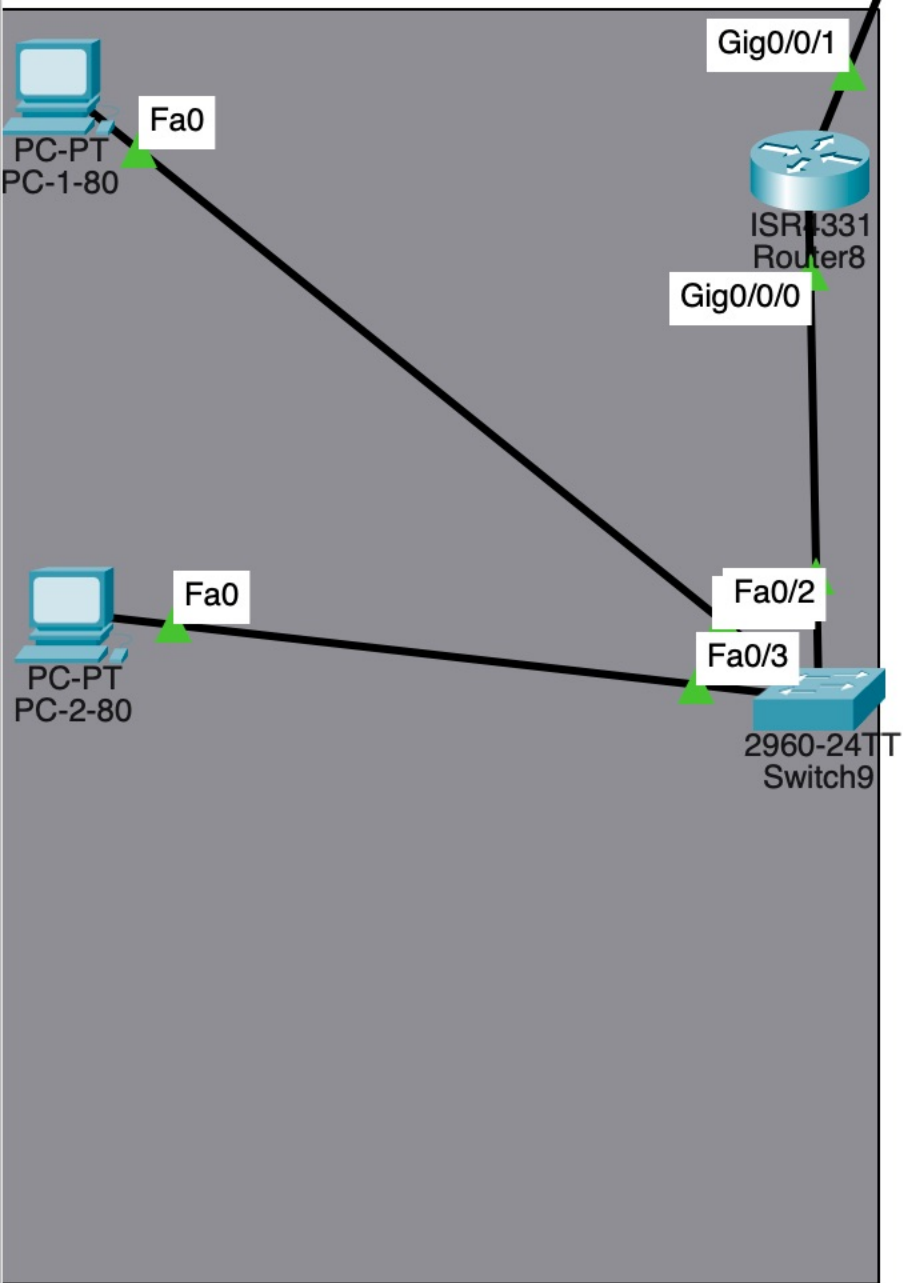 Gig0/0/1
Fa0
PC-PT
PC-1-80
ISR4331
Router8
Gig0/0/0
Fa0
Fa0/2
Fa0/3
PC-PT
PC-2-80
2960-24TT
Switch9